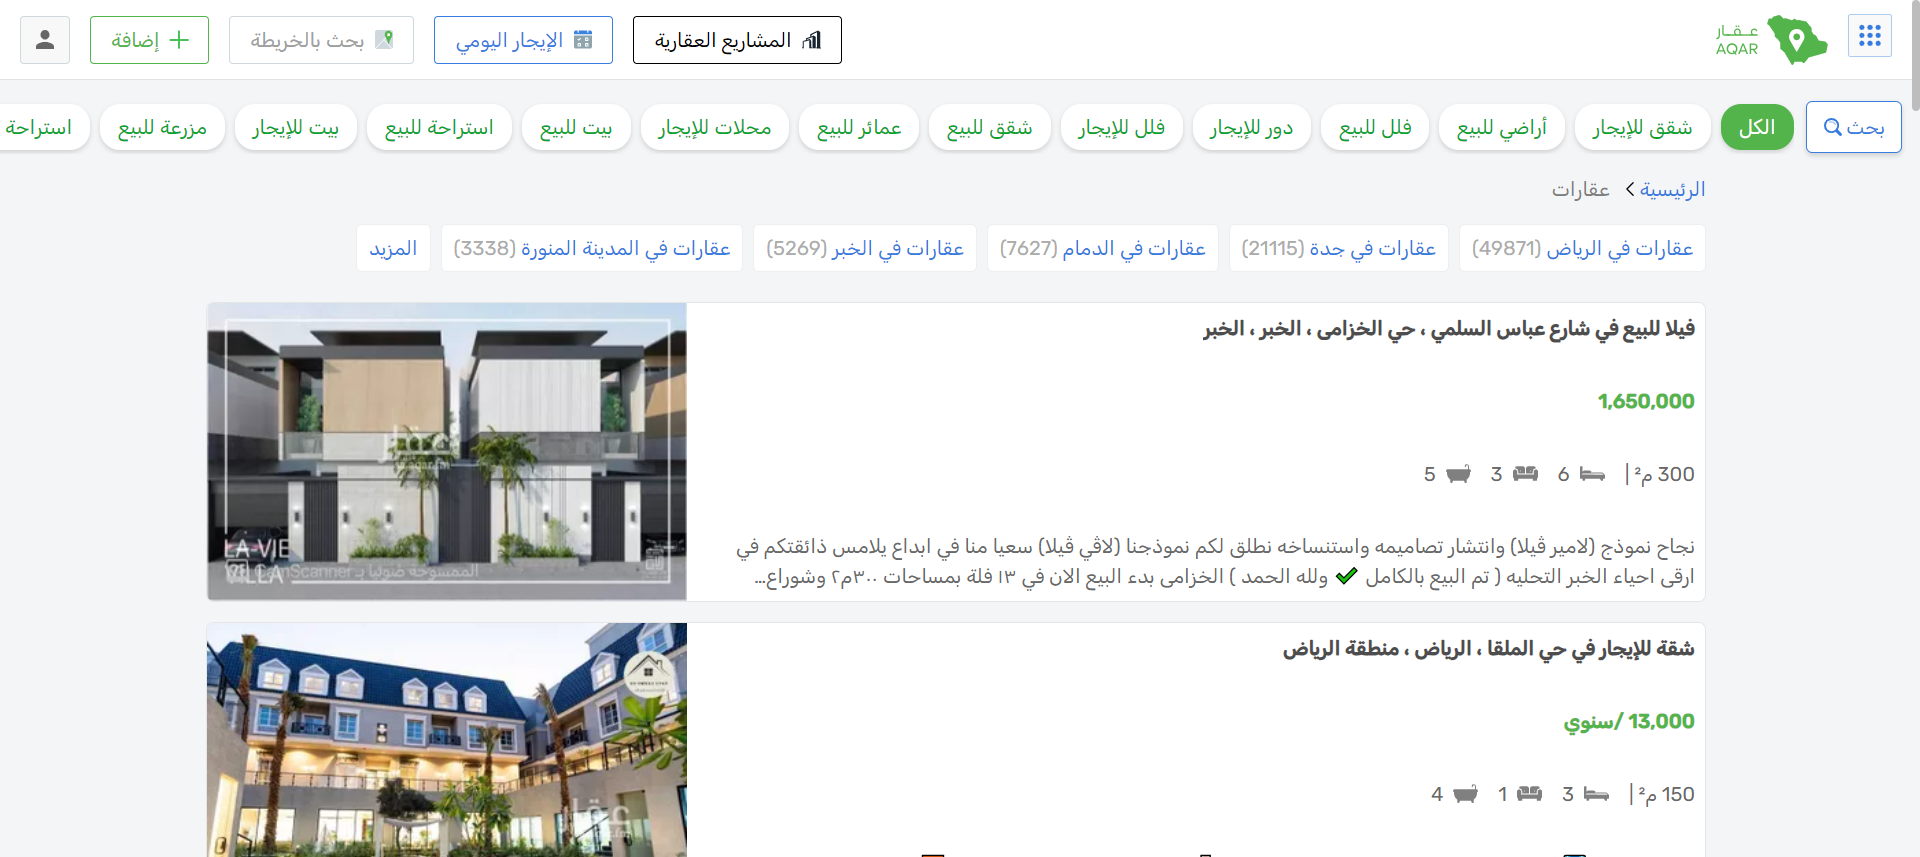 عقار
AQAR
المشاريع العقارية
الإيجار اليومي
بحث بالخريطة
إضافة
بحث
الكل
شقق للإيجار
أراضي للبيع
فلل للبيع
دور للإيجار
فلل للإيجار
شقق للبيع
عمائر للبيع
محلات للإيجار
بيت للبيع
استراحة للبيع
بيت للإيجار
مزرعة للبيع
استراحة
الرئيسية
عقارات
عقارات في الرياض (49871)
عقارات في جدة (21115)
عقارات في الدمام (7627)
عقارات في الخبر (5269)
عقارات في المدينة المنورة (3338)
المزيد
فيلا للبيع في شارع عباس السلمي ، حي الخزامى ، الخبر ، الخبر
1,650,000
300 م² | 6 3 5
نجاح نموذج (لامير ڤيلا) وانتشار تصاميمه واستنساخه نطلق لكم نموذجنا (لاڤي ڤيلا) سعيا منا في ابداع يلامس ذائقتكم في
ارقى احياء الخبر التحليه ( تم البيع بالكامل ✔ ولله الحمد ) الخزامى بدء البيع الان في ١٣ فلة بمساحات ٣٠٠م٢ وشوراع...
عقار
LA-VIE
VILLA
الممسوحة ضوئيا بـ CamScanner
شقة للإيجار في حي الملقا ، الرياض ، منطقة الرياض
13,000 /سنوي
150 م² | 3 1 4
عقار